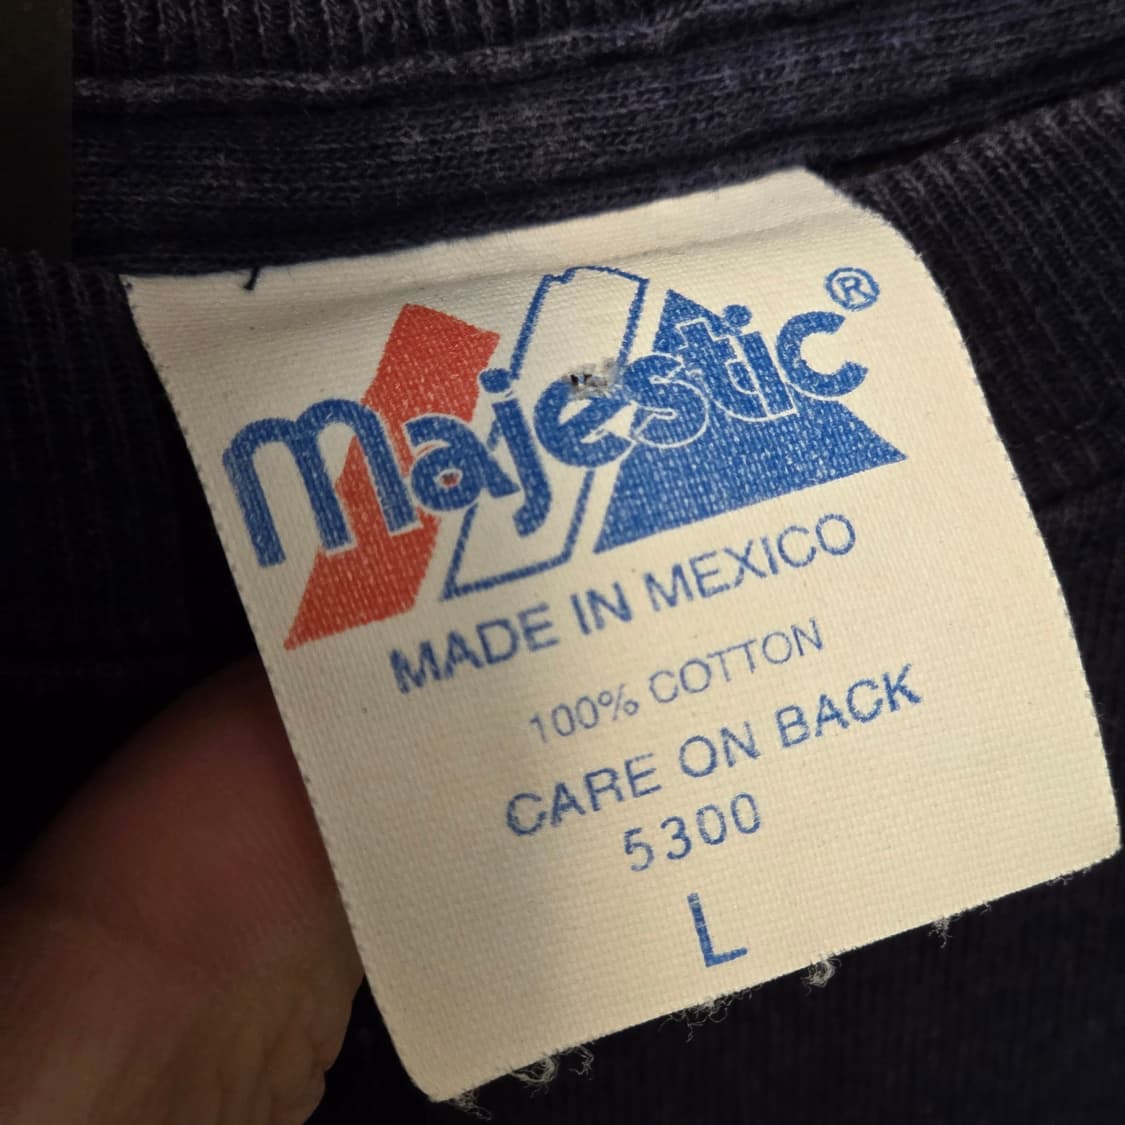 majestic®
MADE IN MEXICO
100% COTTON
CARE ON BACK
5300
L